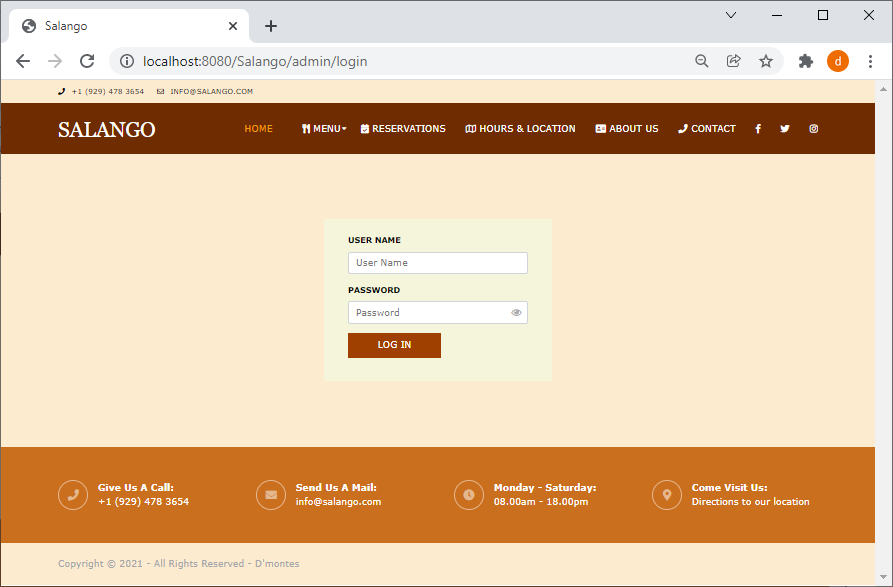 Salango
localhost:8080/Salango/admin/login
d
+1 (929) 478 3654 INFO@SALANGO.COM
SALANGO HOME MENU RESERVATIONS HOURS & LOCATION ABOUT US CONTACT
USER NAME
User Name
PASSWORD
Password
LOG IN
Give Us A Call: Send Us A Mail: Monday - Saturday: Come Visit Us:
+1 (929) 478 3654 info@salango.com 08.00am - 18.00pm Directions to our location
Copyright © 2021 - All Rights Reserved - D'montes